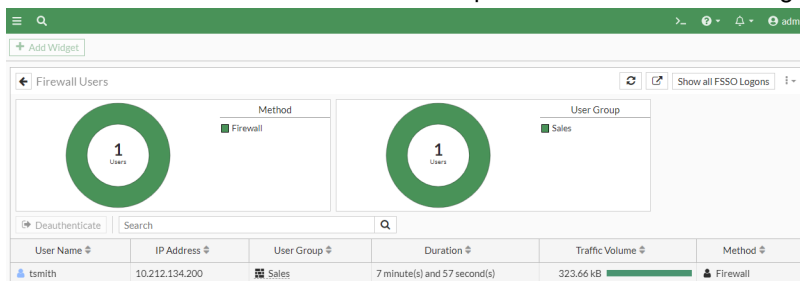 adm
+ Add Widget
Firewall Users
Show all FSSO Logons
Method
Firewall
1
Users
User Group
Sales
1
Users
Deauthenticate
Search
User Name IP Address User Group Duration Traffic Volume Method
tsmith 10.212.134.200 Sales 7 minute(s) and 57 second(s) 323.66 kB Firewall